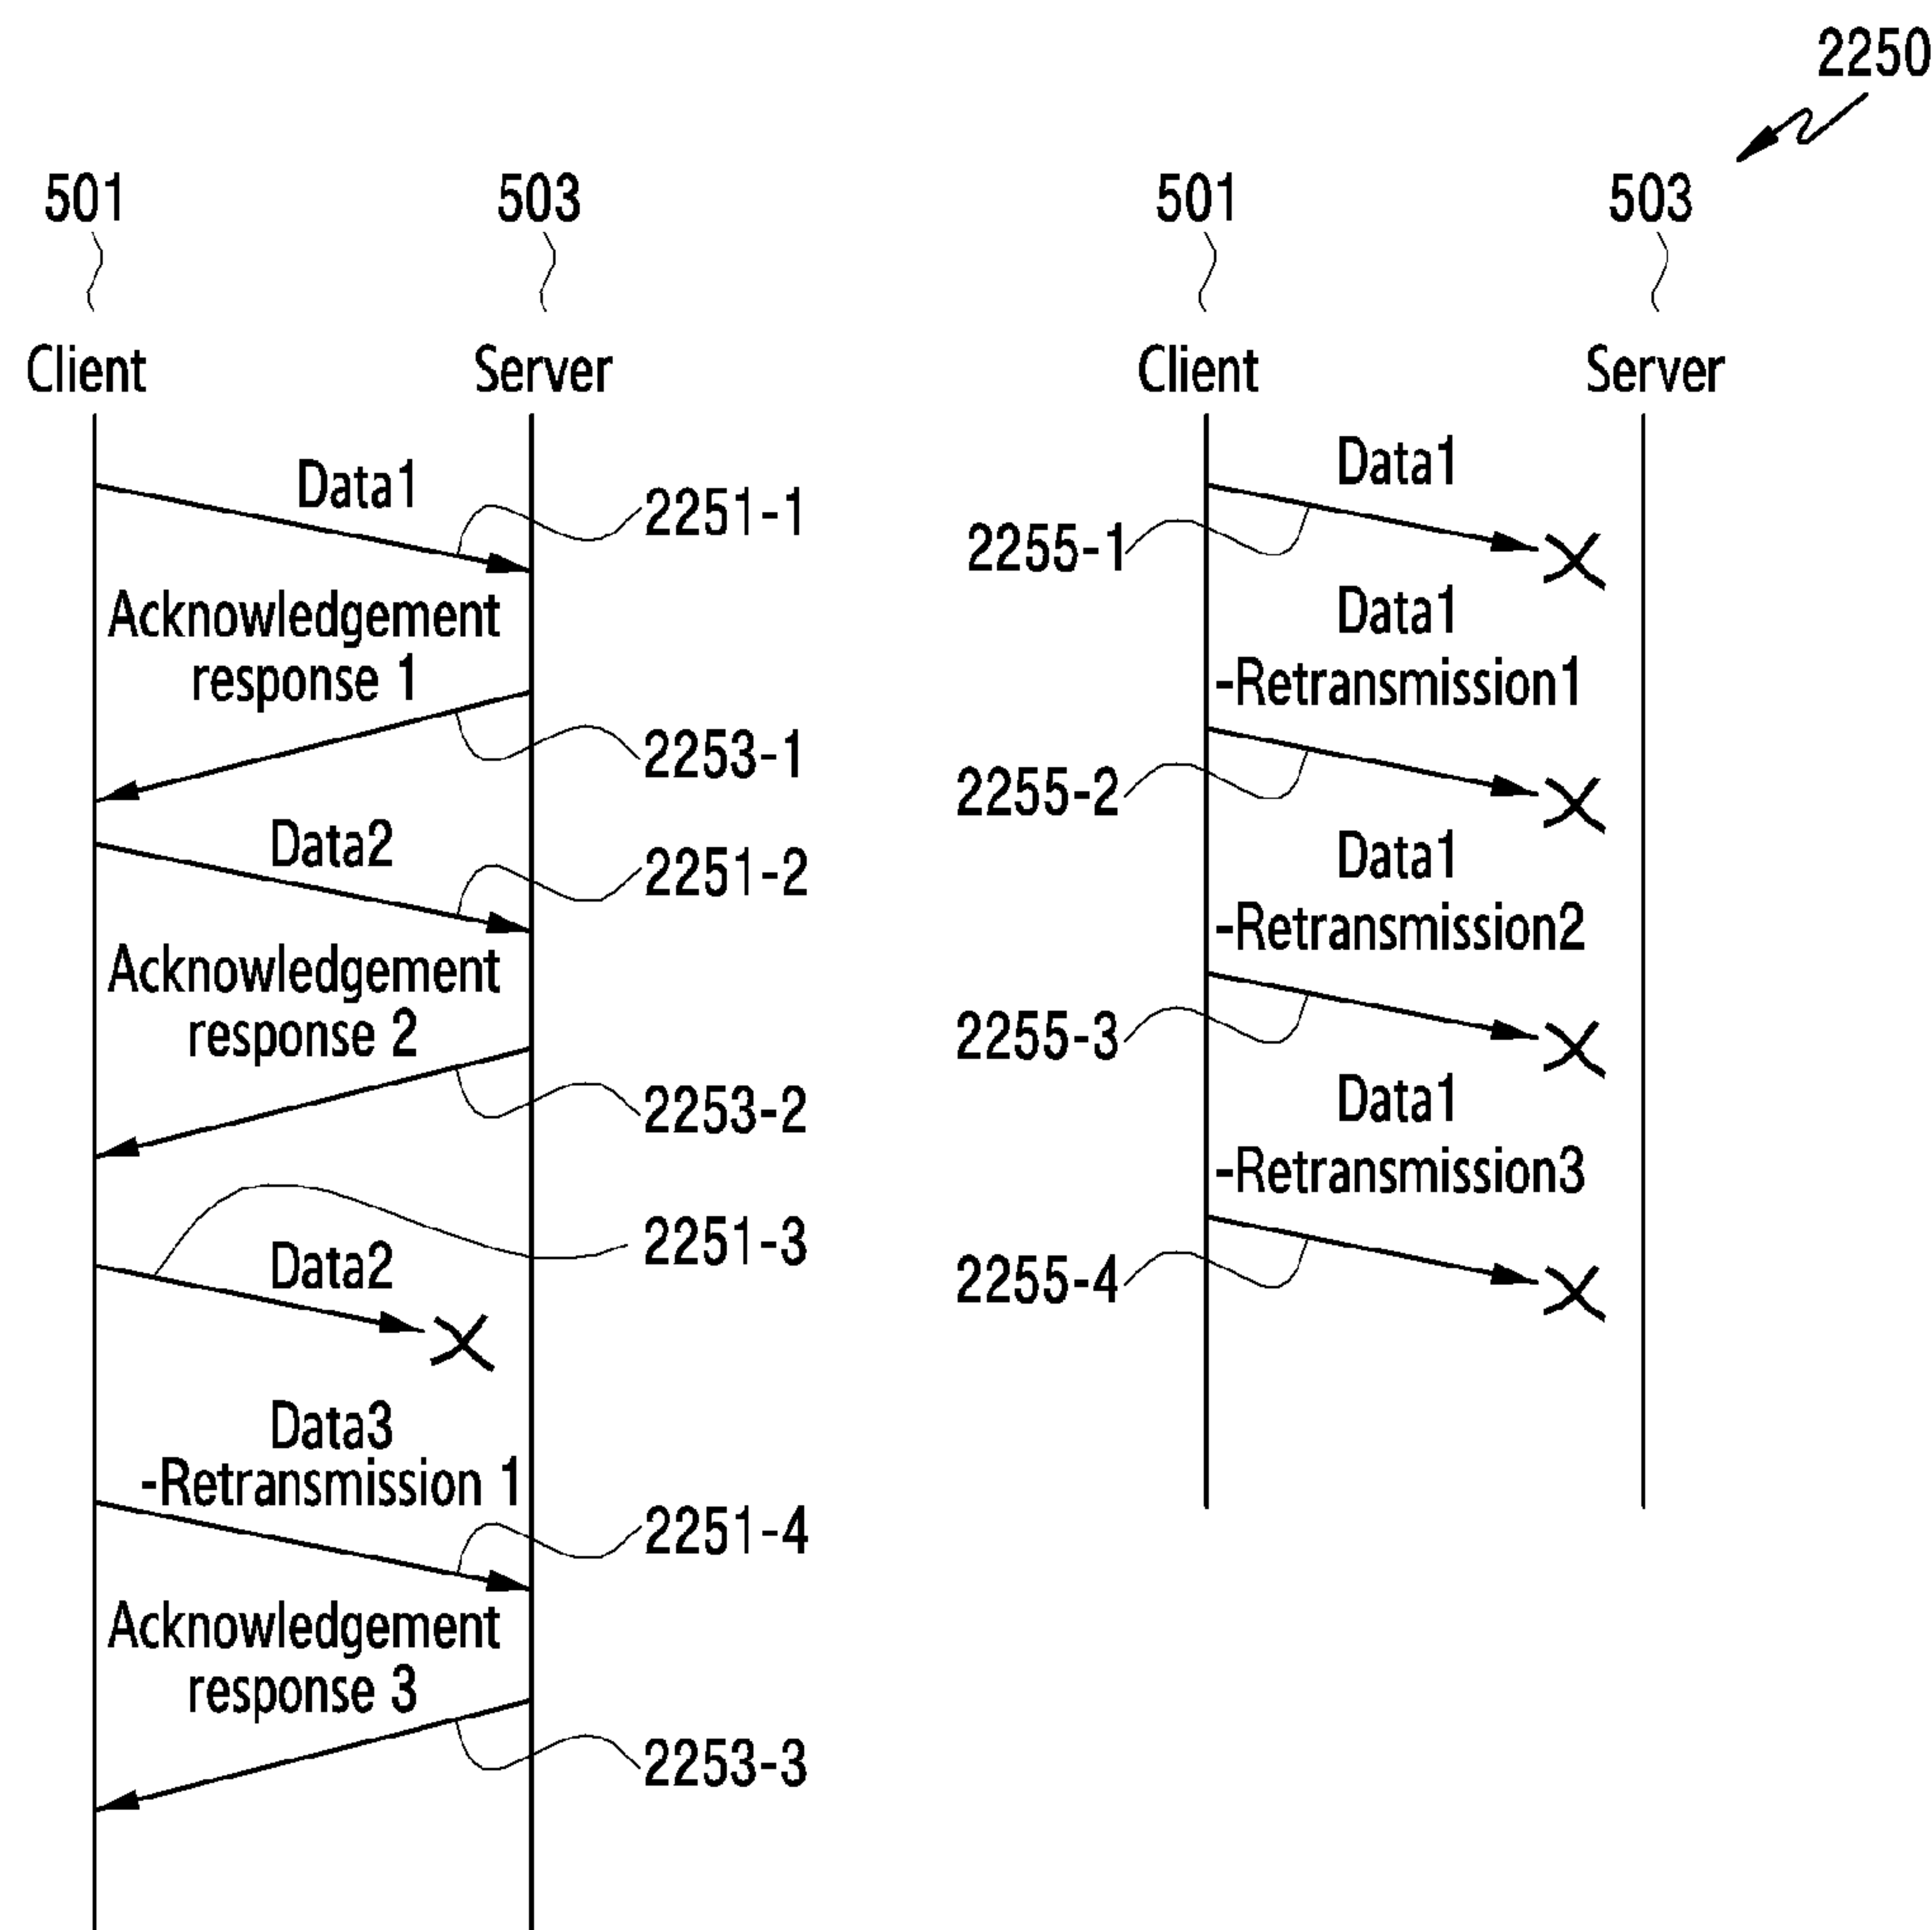 2250
501
503
Client
Server
Data1
2251-1
Acknowledgement
response 1
2253-1
Data2
2251-2
Acknowledgement
response 2
2253-2
2251-3
Data2
Data3
-Retransmission 1
2251-4
Acknowledgement
response 3
2253-3
501
503
Client
Server
Data1
2255-1
Data1
-Retransmission1
2255-2
Data1
-Retransmission2
2255-3
Data1
-Retransmission3
2255-4